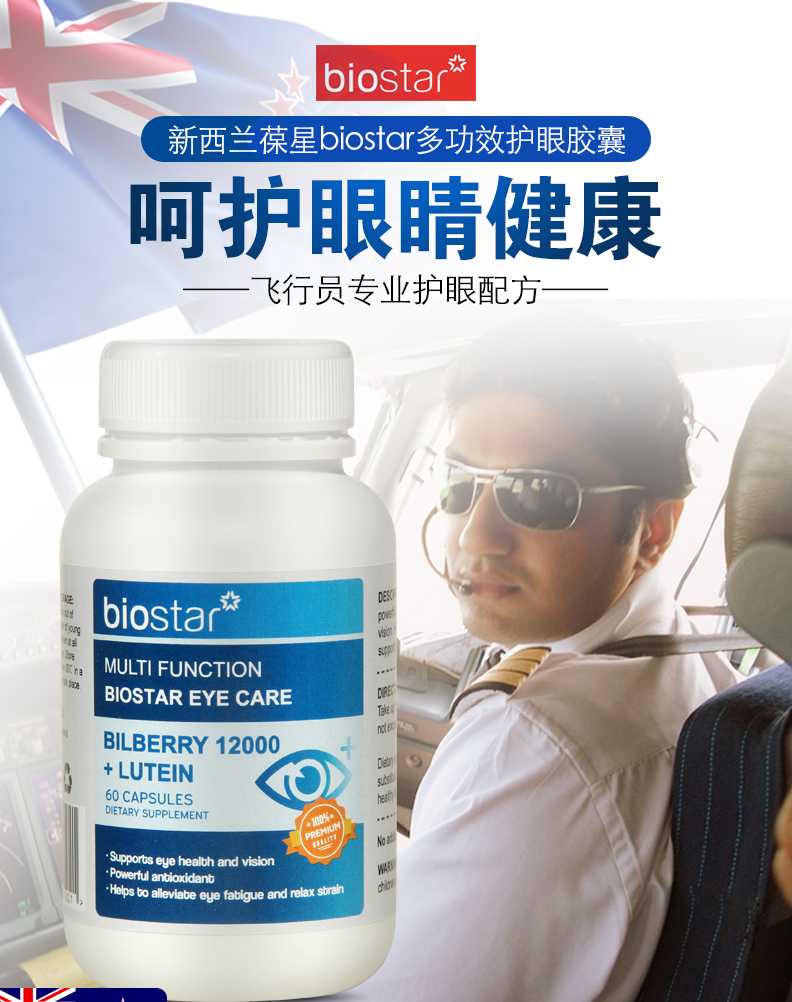 biostar
新西兰葆星biostar多功效护眼胶囊
呵护眼睛健康
飞行员专业护眼配方
biostar
MULTI FUNCTION
BIOSTAR EYE CARE
BILBERRY 12000
+ LUTEIN
60 CAPSULES
DIETARY SUPPLEMENT
100%
PREMIUM
QUALITY
· Supports eye health and vision
· Powerful antioxidant
· Helps to alleviate eye fatigue and relax strain